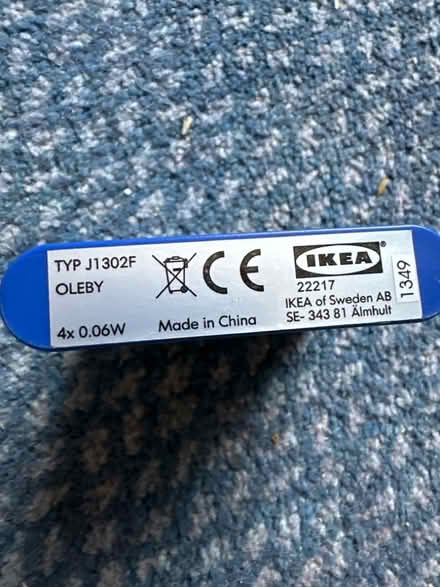 TYP J1302F
OLEBY
4x 0.06W
CE
Made in China
IKEA®
22217
IKEA of Sweden AB
SE- 343 81 Älmhult
1349